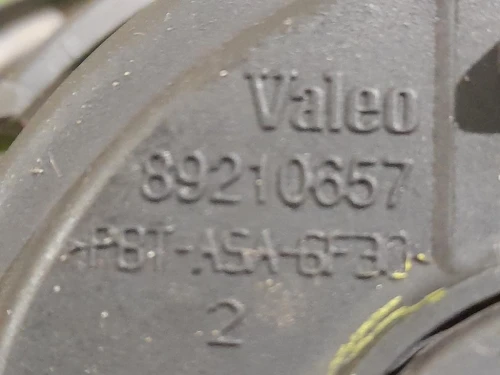 Valeo
89210657
>PBT-ASA-GF30<
2